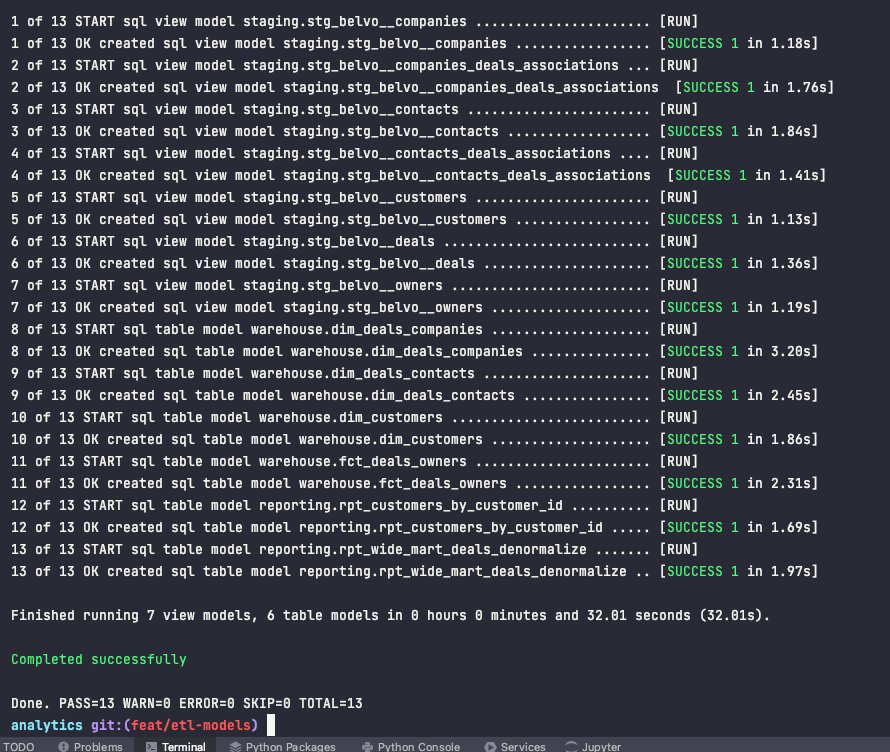 1 of 13 START sql view model staging.stg_belvo__companies ...................... [RUN]
1 of 13 OK created sql view model staging.stg_belvo__companies ................. [SUCCESS 1 in 1.18s]
2 of 13 START sql view model staging.stg_belvo__companies_deals_associations ... [RUN]
2 of 13 OK created sql view model staging.stg_belvo__companies_deals_associations  [SUCCESS 1 in 1.76s]
3 of 13 START sql view model staging.stg_belvo__contacts ....................... [RUN]
3 of 13 OK created sql view model staging.stg_belvo__contacts .................. [SUCCESS 1 in 1.84s]
4 of 13 START sql view model staging.stg_belvo__contacts_deals_associations .... [RUN]
4 of 13 OK created sql view model staging.stg_belvo__contacts_deals_associations  [SUCCESS 1 in 1.41s]
5 of 13 START sql view model staging.stg_belvo__customers ...................... [RUN]
5 of 13 OK created sql view model staging.stg_belvo__customers ................. [SUCCESS 1 in 1.13s]
6 of 13 START sql view model staging.stg_belvo__deals .......................... [RUN]
6 of 13 OK created sql view model staging.stg_belvo__deals ..................... [SUCCESS 1 in 1.36s]
7 of 13 START sql view model staging.stg_belvo__owners ......................... [RUN]
7 of 13 OK created sql view model staging.stg_belvo__owners .................... [SUCCESS 1 in 1.19s]
8 of 13 START sql table model warehouse.dim_deals_companies .................... [RUN]
8 of 13 OK created sql table model warehouse.dim_deals_companies ............... [SUCCESS 1 in 3.20s]
9 of 13 START sql table model warehouse.dim_deals_contacts ..................... [RUN]
9 of 13 OK created sql table model warehouse.dim_deals_contacts ................ [SUCCESS 1 in 2.45s]
10 of 13 START sql table model warehouse.dim_customers ......................... [RUN]
10 of 13 OK created sql table model warehouse.dim_customers .................... [SUCCESS 1 in 1.86s]
11 of 13 START sql table model warehouse.fct_deals_owners ...................... [RUN]
11 of 13 OK created sql table model warehouse.fct_deals_owners ................. [SUCCESS 1 in 2.31s]
12 of 13 START sql table model reporting.rpt_customers_by_customer_id .......... [RUN]
12 of 13 OK created sql table model reporting.rpt_customers_by_customer_id ..... [SUCCESS 1 in 1.69s]
13 of 13 START sql table model reporting.rpt_wide_mart_deals_denormalize ....... [RUN]
13 of 13 OK created sql table model reporting.rpt_wide_mart_deals_denormalize .. [SUCCESS 1 in 1.97s]
Finished running 7 view models, 6 table models in 0 hours 0 minutes and 32.01 seconds (32.01s).
Completed successfully
Done. PASS=13 WARN=0 ERROR=0 SKIP=0 TOTAL=13
analytics git:(feat/etl-models)
TODO Problems Terminal Python Packages Python Console Services Jupyter